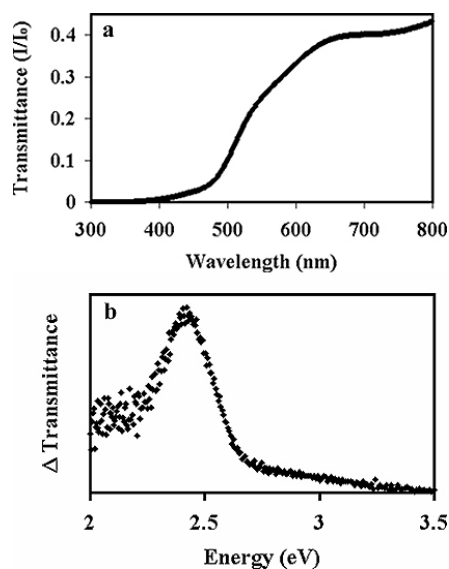 a
Transmittance (I/I₀)
0.4
0.3
0.2
0.1
0
300 400 500 600 700 800
Wavelength (nm)
b
Δ Transmittance
2 2.5 3 3.5
Energy (eV)